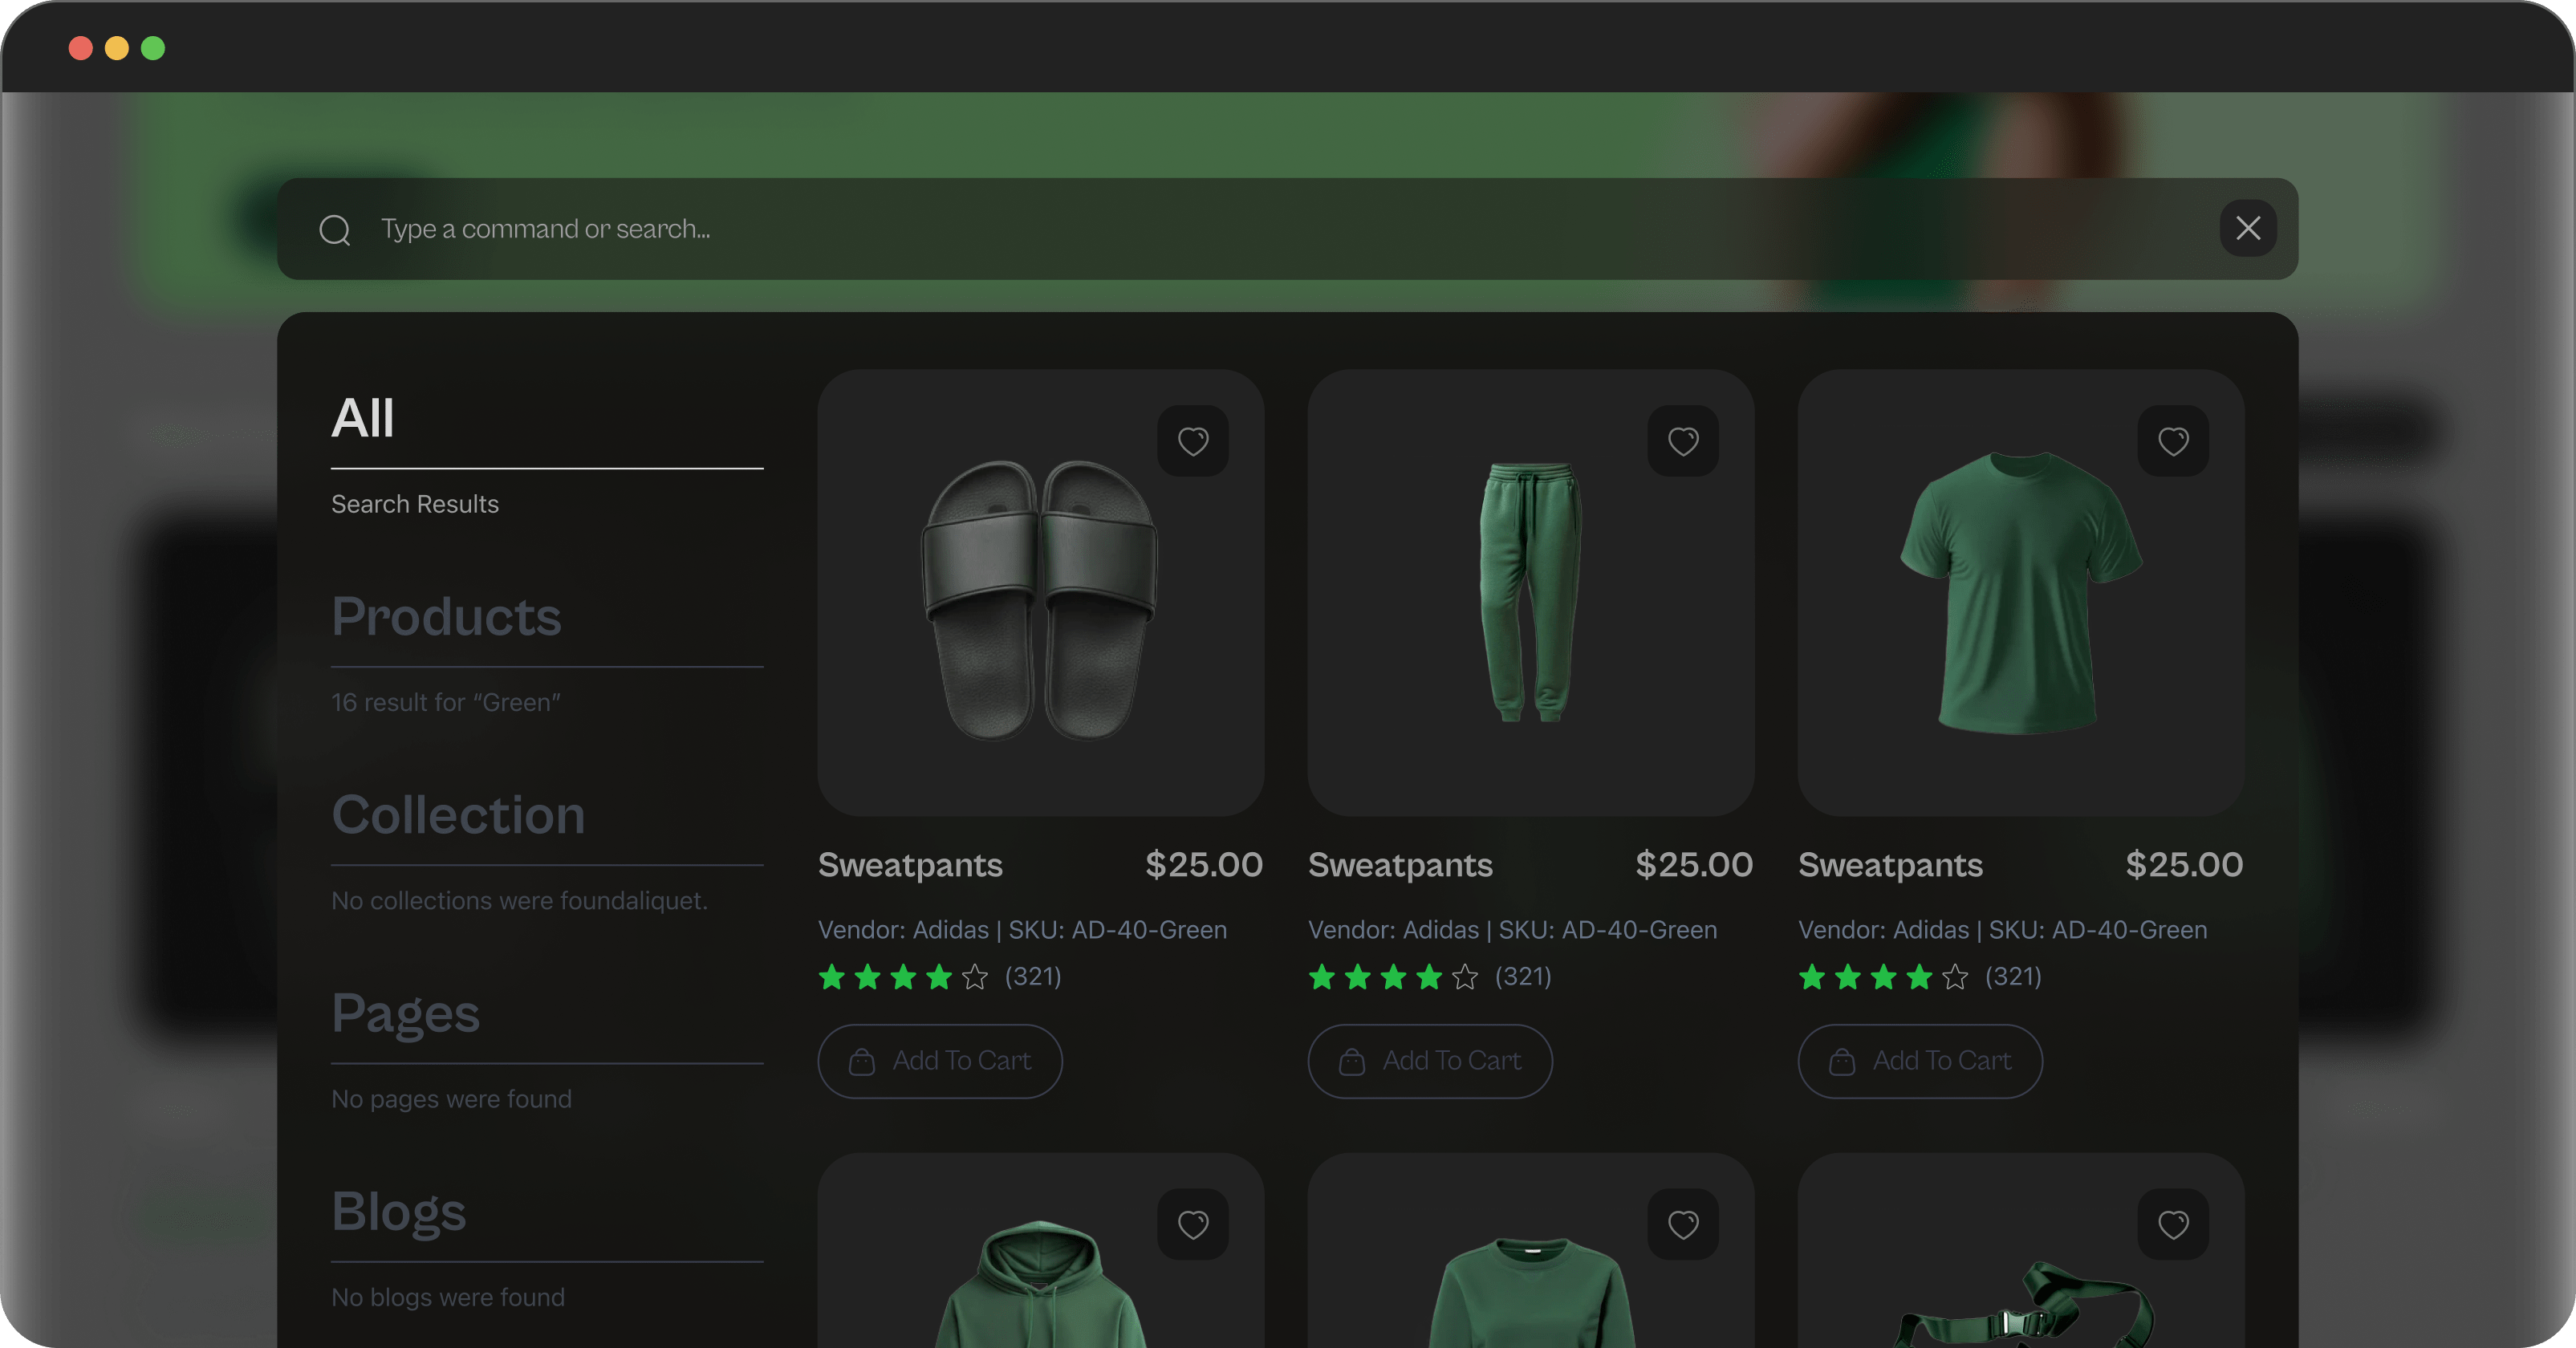 Type a command or search...
All
Search Results
Products
16 result for “Green”
Collection
No collections were foundaliquet.
Pages
No pages were found
Blogs
No blogs were found
Sweatpants $25.00
Vendor: Adidas | SKU: AD-40-Green
(321)
Add To Cart
Sweatpants $25.00
Vendor: Adidas | SKU: AD-40-Green
(321)
Add To Cart
Sweatpants $25.00
Vendor: Adidas | SKU: AD-40-Green
(321)
Add To Cart